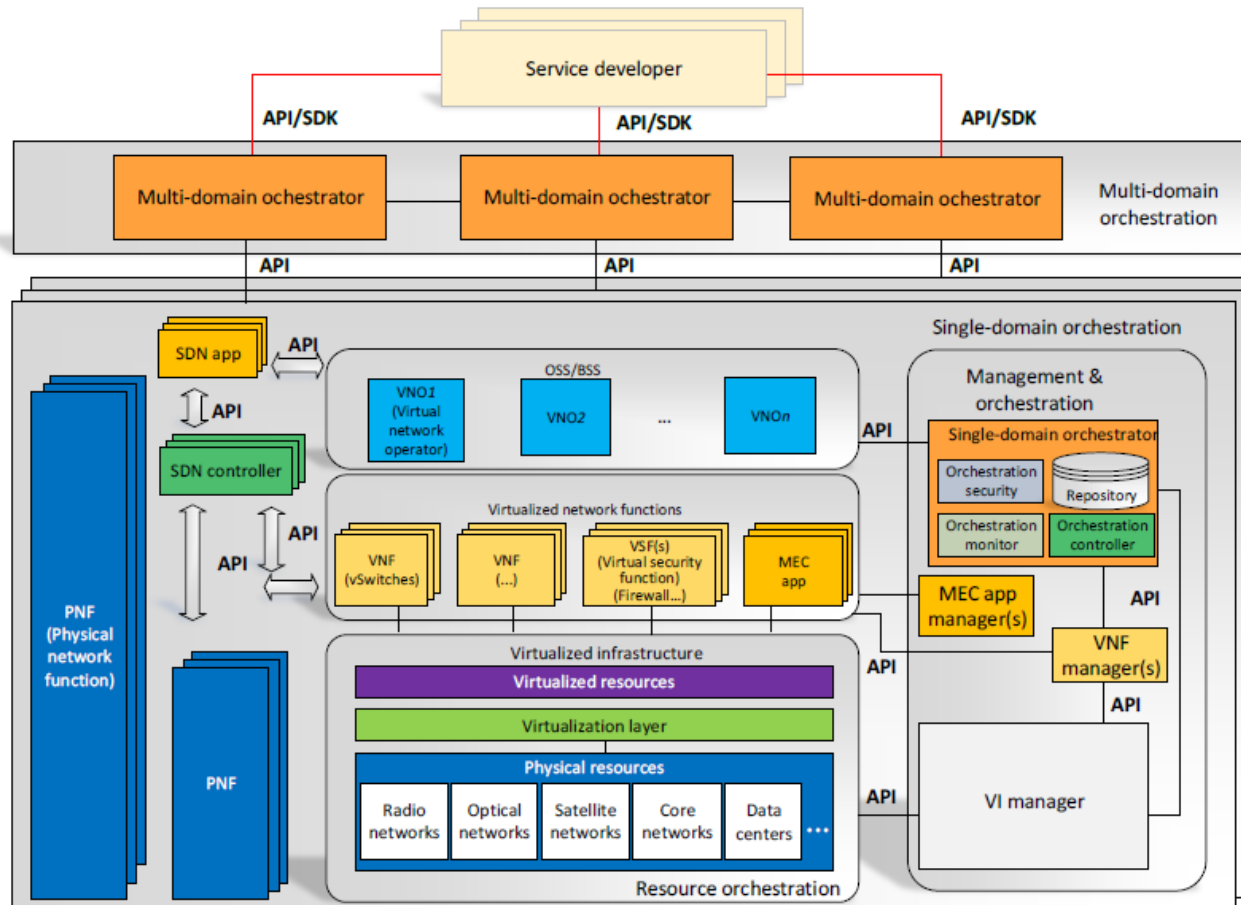 Service developer
API/SDK
API/SDK
API/SDK
Multi-domain ochestrator
Multi-domain ochestrator
Multi-domain ochestrator
Multi-domain
orchestration
API
API
API
Single-domain orchestration
SDN app
API
API
SDN controller
API
API
PNF
(Physical
network
function)
PNF
OSS/BSS
VNO1
(Virtual
network
operator)
VNO2
...
VNOn
API
Virtualized network functions
VNF
(vSwitches)
VNF
(...)
VSF(s)
(Virtual security
function)
(Firewall...)
MEC
app
Virtualized infrastructure
Virtualized resources
Virtualization layer
Physical resources
Radio
networks
Optical
networks
Satellite
networks
Core
networks
Data
centers
...
Resource orchestration
API
API
Management &
orchestration
Single-domain orchestrator
Orchestration
security
Repository
Orchestration
monitor
Orchestration
controller
MEC app
manager(s)
API
VNF
manager(s)
API
VI manager